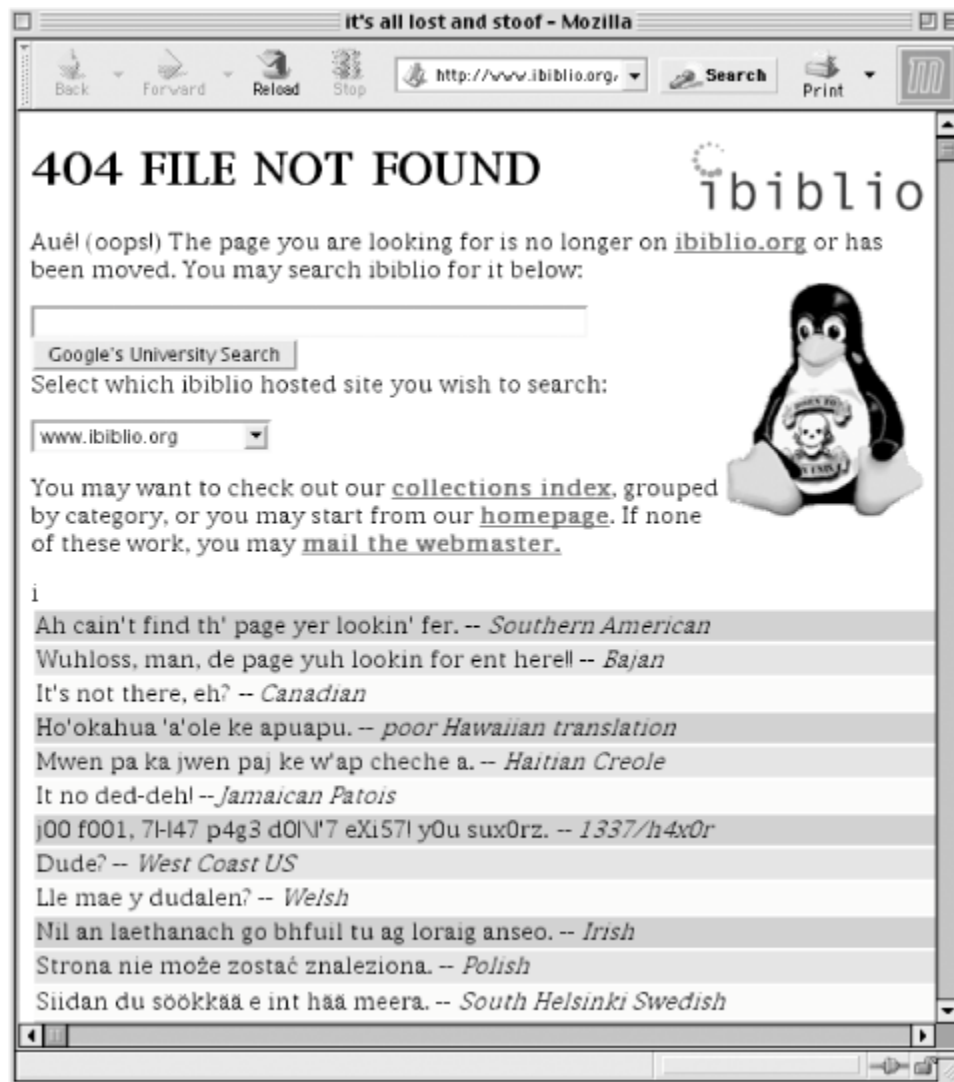 it's all lost and stoof - Mozilla
Back
Forward
Reload
Stop
http://www.ibiblio.org/
Search
Print
404 FILE NOT FOUND
ibiblio
Auê! (oops!) The page you are looking for is no longer on ibiblio.org or has
been moved. You may search ibiblio for it below:
Google's University Search
Select which ibiblio hosted site you wish to search:
www.ibiblio.org
BORN TO
You may want to check out our collections index, grouped
by category, or you may start from our homepage. If none
of these work, you may mail the webmaster.
i
Ah cain't find th' page yer lookin' fer. -- Southern American
Wuhloss, man, de page yuh lookin for ent here!! -- Bajan
It's not there, eh? -- Canadian
Ho'okahua 'a'ole ke apuapu. -- poor Hawaiian translation
Mwen pa ka jwen paj ke w'ap cheche a. -- Haitian Creole
It no ded-deh! -- Jamaican Patois
j00 f001, 7|-|47 p4g3 d0|\|'7 eXi57! y0u sux0rz. -- 1337/h4x0r
Dude? -- West Coast US
Lle mae y dudalen? -- Welsh
Nil an laethanach go bhfuil tu ag loraig anseo. -- Irish
Strona nie może zostać znaleziona. -- Polish
Siidan du söökkää e int hää meera. -- South Helsinki Swedish